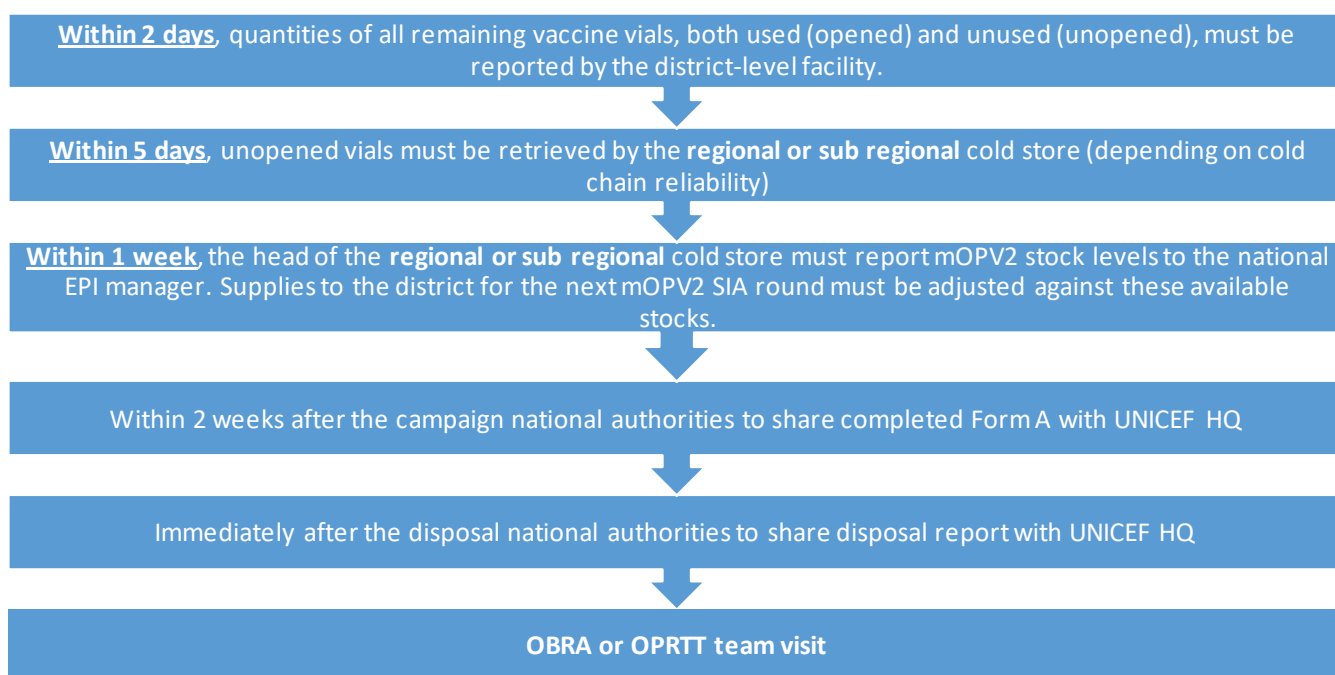 Within 2 days, quantities of all remaining vaccine vials, both used (opened) and unused (unopened), must be
reported by the district-level facility.
Within 5 days, unopened vials must be retrieved by the regional or sub regional cold store (depending on cold
chain reliability)
Within 1 week, the head of the regional or sub regional cold store must report mOPV2 stock levels to the national
EPI manager. Supplies to the district for the next mOPV2 SIA round must be adjusted against these available
stocks.
Within 2 weeks after the campaign national authorities to share completed Form A with UNICEF HQ
Immediately after the disposal national authorities to share disposal report with UNICEF HQ
OBRA or OPRTT team visit